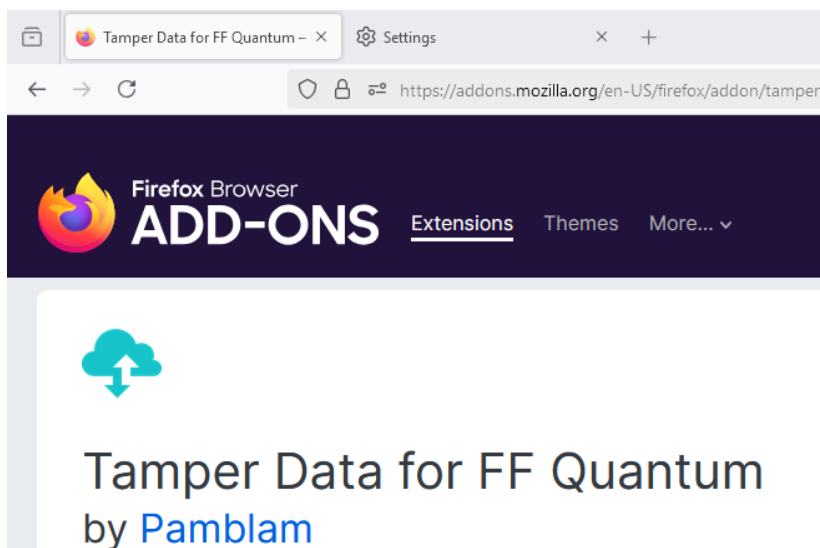 Tamper Data for FF Quantum –
Settings
https://addons.mozilla.org/en-US/firefox/addon/tamper
Firefox Browser
ADD-ONS
Extensions
Themes
More...
Tamper Data for FF Quantum
by Pamblam